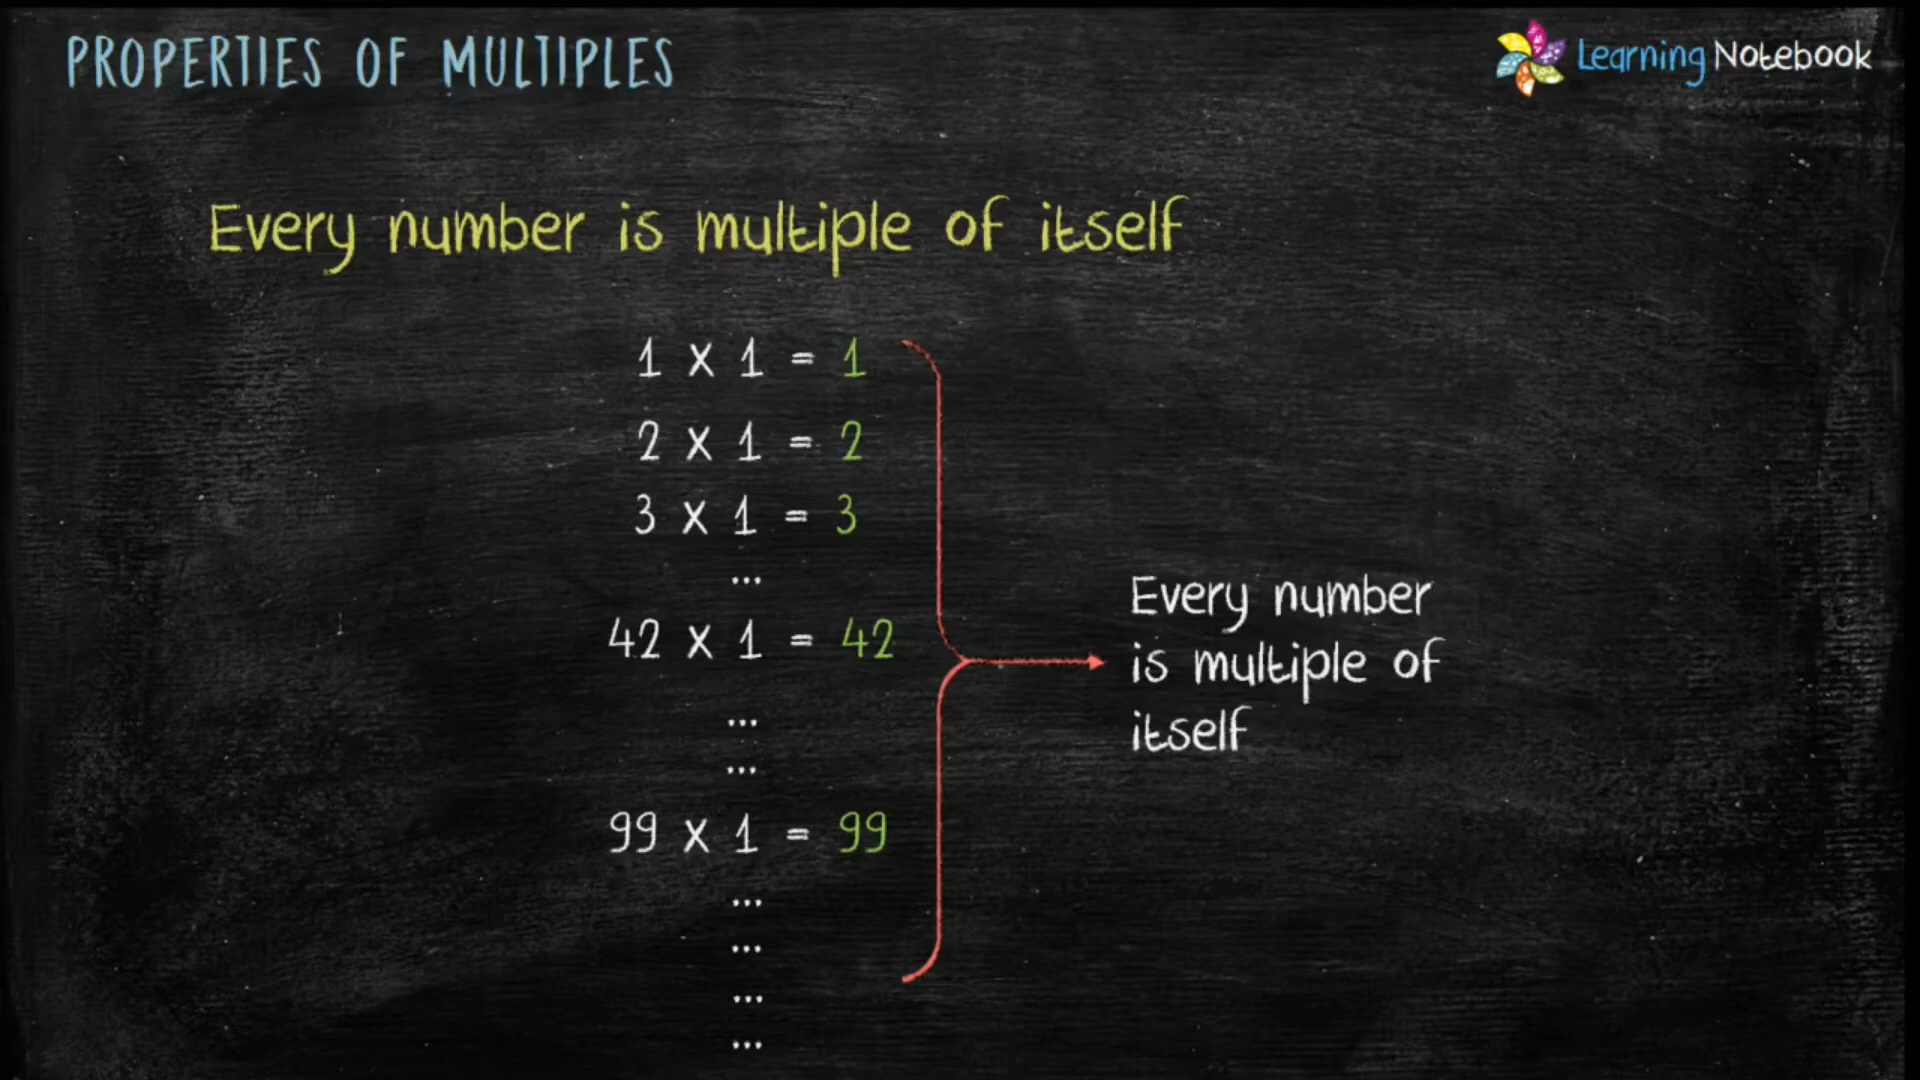 PROPERTIES OF MULTIPLES
Learning Notebook
Every number is multiple of itself
1 x 1 = 1
2 x 1 = 2
3 x 1 = 3
...
42 x 1 = 42
...
...
99 x 1 = 99
...
...
...
...
Every number
is multiple of
itself